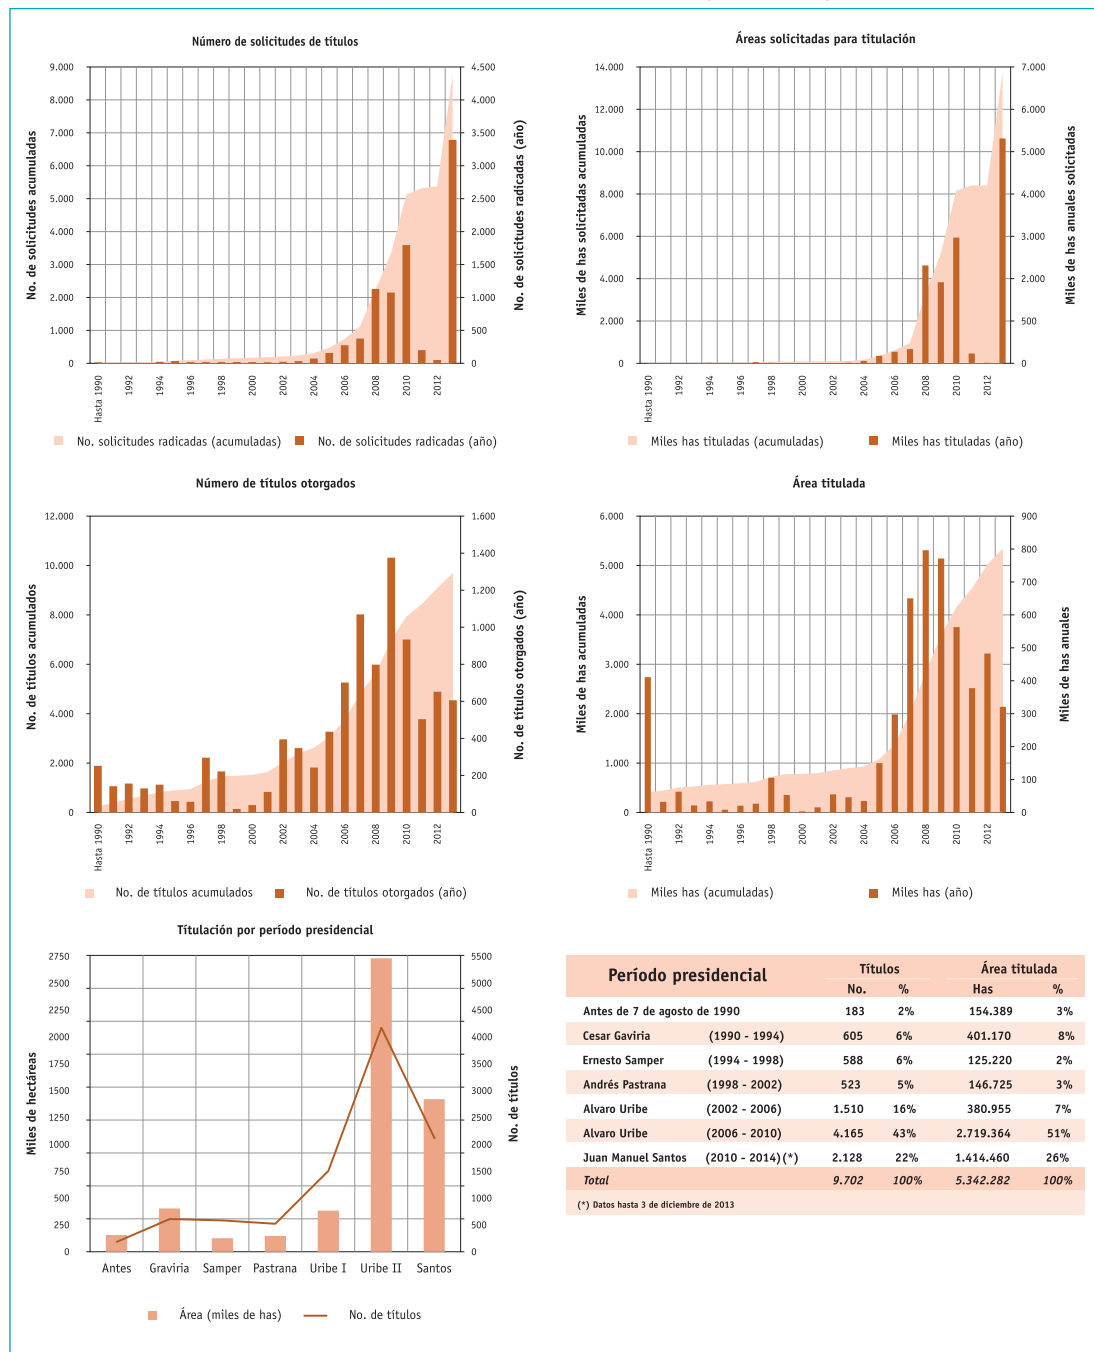 Número de solicitudes de títulos
9.000
8.000
7.000
6.000
5.000
4.000
3.000
2.000
1.000
0
No. de solicitudes acumuladas
4.500
4.000
3.500
3.000
2.500
2.000
1.500
1.000
500
0
No. de solicitudes radicadas (año)
Hasta 1990 1992 1994 1996 1998 2000 2002 2004 2006 2008 2010 2012
No. solicitudes radicadas (acumuladas) No. de solicitudes radicadas (año)
Áreas solicitadas para titulación
14.000
12.000
10.000
8.000
6.000
4.000
2.000
0
Miles de has solicitadas acumuladas
7.000
6.000
5.000
4.000
3.000
2.000
500
0
Miles de has anuales solicitadas
Hasta 1990 1992 1994 1996 1998 2000 2002 2004 2006 2008 2010 2012
Miles has tituladas (acumuladas) Miles has tituladas (año)
Número de títulos otorgados
12.000
10.000
8.000
6.000
4.000
2.000
0
No. de títulos acumulados
1.600
1.400
1.200
1.000
800
600
400
200
0
No. de títulos otorgados (año)
Hasta 1990 1992 1994 1996 1998 2000 2002 2004 2006 2008 2010 2012
No. de títulos acumulados No. de títulos otorgados (año)
Área titulada
6.000
5.000
4.000
3.000
2.000
1.000
0
Miles de has acumuladas
900
800
700
600
500
400
300
200
100
0
Miles de has anuales
Hasta 1990 1992 1994 1996 1998 2000 2002 2004 2006 2008 2010 2012
Miles has (acumuladas) Miles has (año)
Títulación por período presidencial
2750
2500
2250
2000
1750
1500
1250
1000
750
500
250
0
Miles de hectáreas
5500
5000
4500
4000
3500
3000
2500
2000
1500
1000
500
0
No. de títulos
Antes Graviria Samper Pastrana Uribe I Uribe II Santos
Área (miles de has) No. de títulos
Período presidencial Títulos Área titulada
No. % Has %
Antes de 7 de agosto de 1990 183 2% 154.389 3%
Cesar Gaviria (1990 - 1994) 605 6% 401.170 8%
Ernesto Samper (1994 - 1998) 588 6% 125.220 2%
Andrés Pastrana (1998 - 2002) 523 5% 146.725 3%
Alvaro Uribe (2002 - 2006) 1.510 16% 380.955 7%
Alvaro Uribe (2006 - 2010) 4.165 43% 2.719.364 51%
Juan Manuel Santos (2010 - 2014)(*) 2.128 22% 1.414.460 26%
Total 9.702 100% 5.342.282 100%
(*) Datos hasta 3 de diciembre de 2013